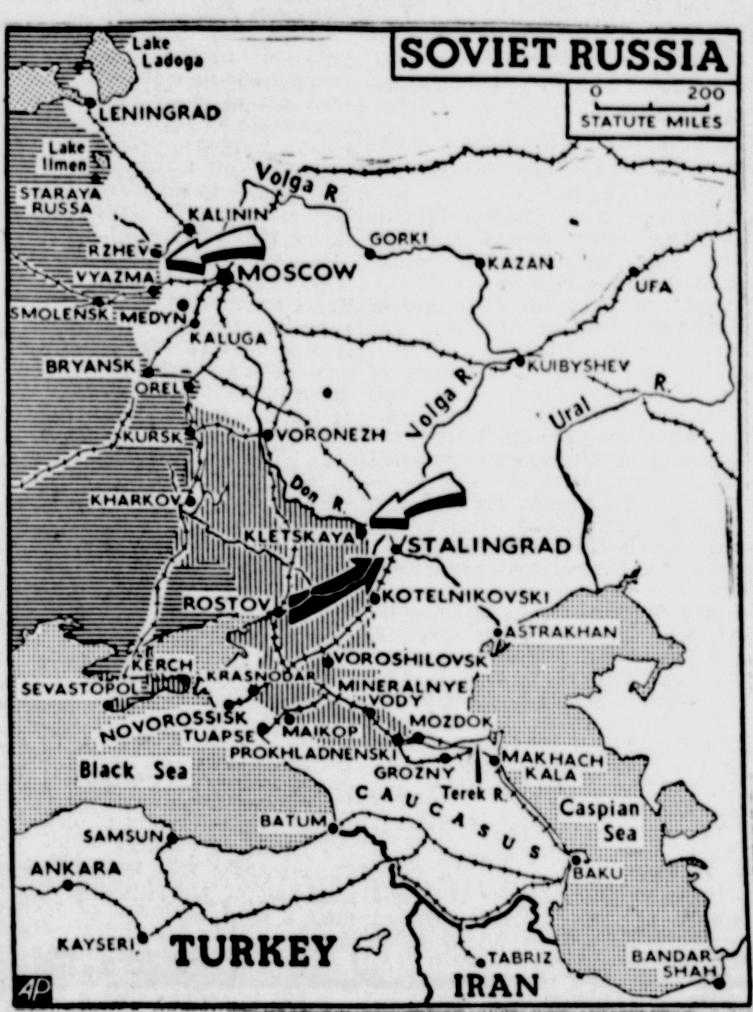 SOVIET RUSSIA
0 200
STATUTE MILES
Lake
Ladoga
LENINGRAD
Lake
Ilmen
STARAYA
RUSSA
Volga R
KALININ
RZHEV
GORKI
KAZAN
VYAZMA
MOSCOW
UFA
SMOLENSK
MEDYN
KALUGA
BRYANSK
KUIBYSHEV
OREL
Volga R.
Ural R.
KURSK
VORONEZH
Don R.
KHARKOV
KLETSKAYA
STALINGRAD
ROSTOV
KOTELNIKOVSKI
ASTRAKHAN
KERCH
VOROSHILOVSK
KRASNODAR
SEVASTOPOL
MINERALNYE
VODY
NOVOROSSISK
TUAPSE
MAIKOP
MOZDOK
PROKHLADNENSKI
GROZNY
MAKHACH
KALA
Black Sea
Terek R.
CAUCASUS
Caspian
Sea
BATUM
SAMSUN
ANKARA
BAKU
KAYSERI
TURKEY
TABRIZ
BANDAR
SHAH
IRAN
AP